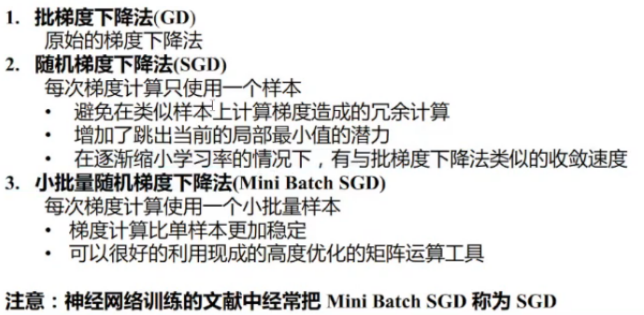 1. 批梯度下降法(GD)
原始的梯度下降法
2. 随机梯度下降法(SGD)
每次梯度计算只使用一个样本
• 避免在类似样本上计算梯度造成的冗余计算
• 增加了跳出当前的局部最小值的潜力
• 在逐渐缩小学习率的情况下，有与批梯度下降法类似的收敛速度
3. 小批量随机梯度下降法(Mini Batch SGD)
每次梯度计算使用一个小批量样本
• 梯度计算比单样本更加稳定
• 可以很好的利用现成的高度优化的矩阵运算工具
注意：神经网络训练的文献中经常把 Mini Batch SGD 称为 SGD